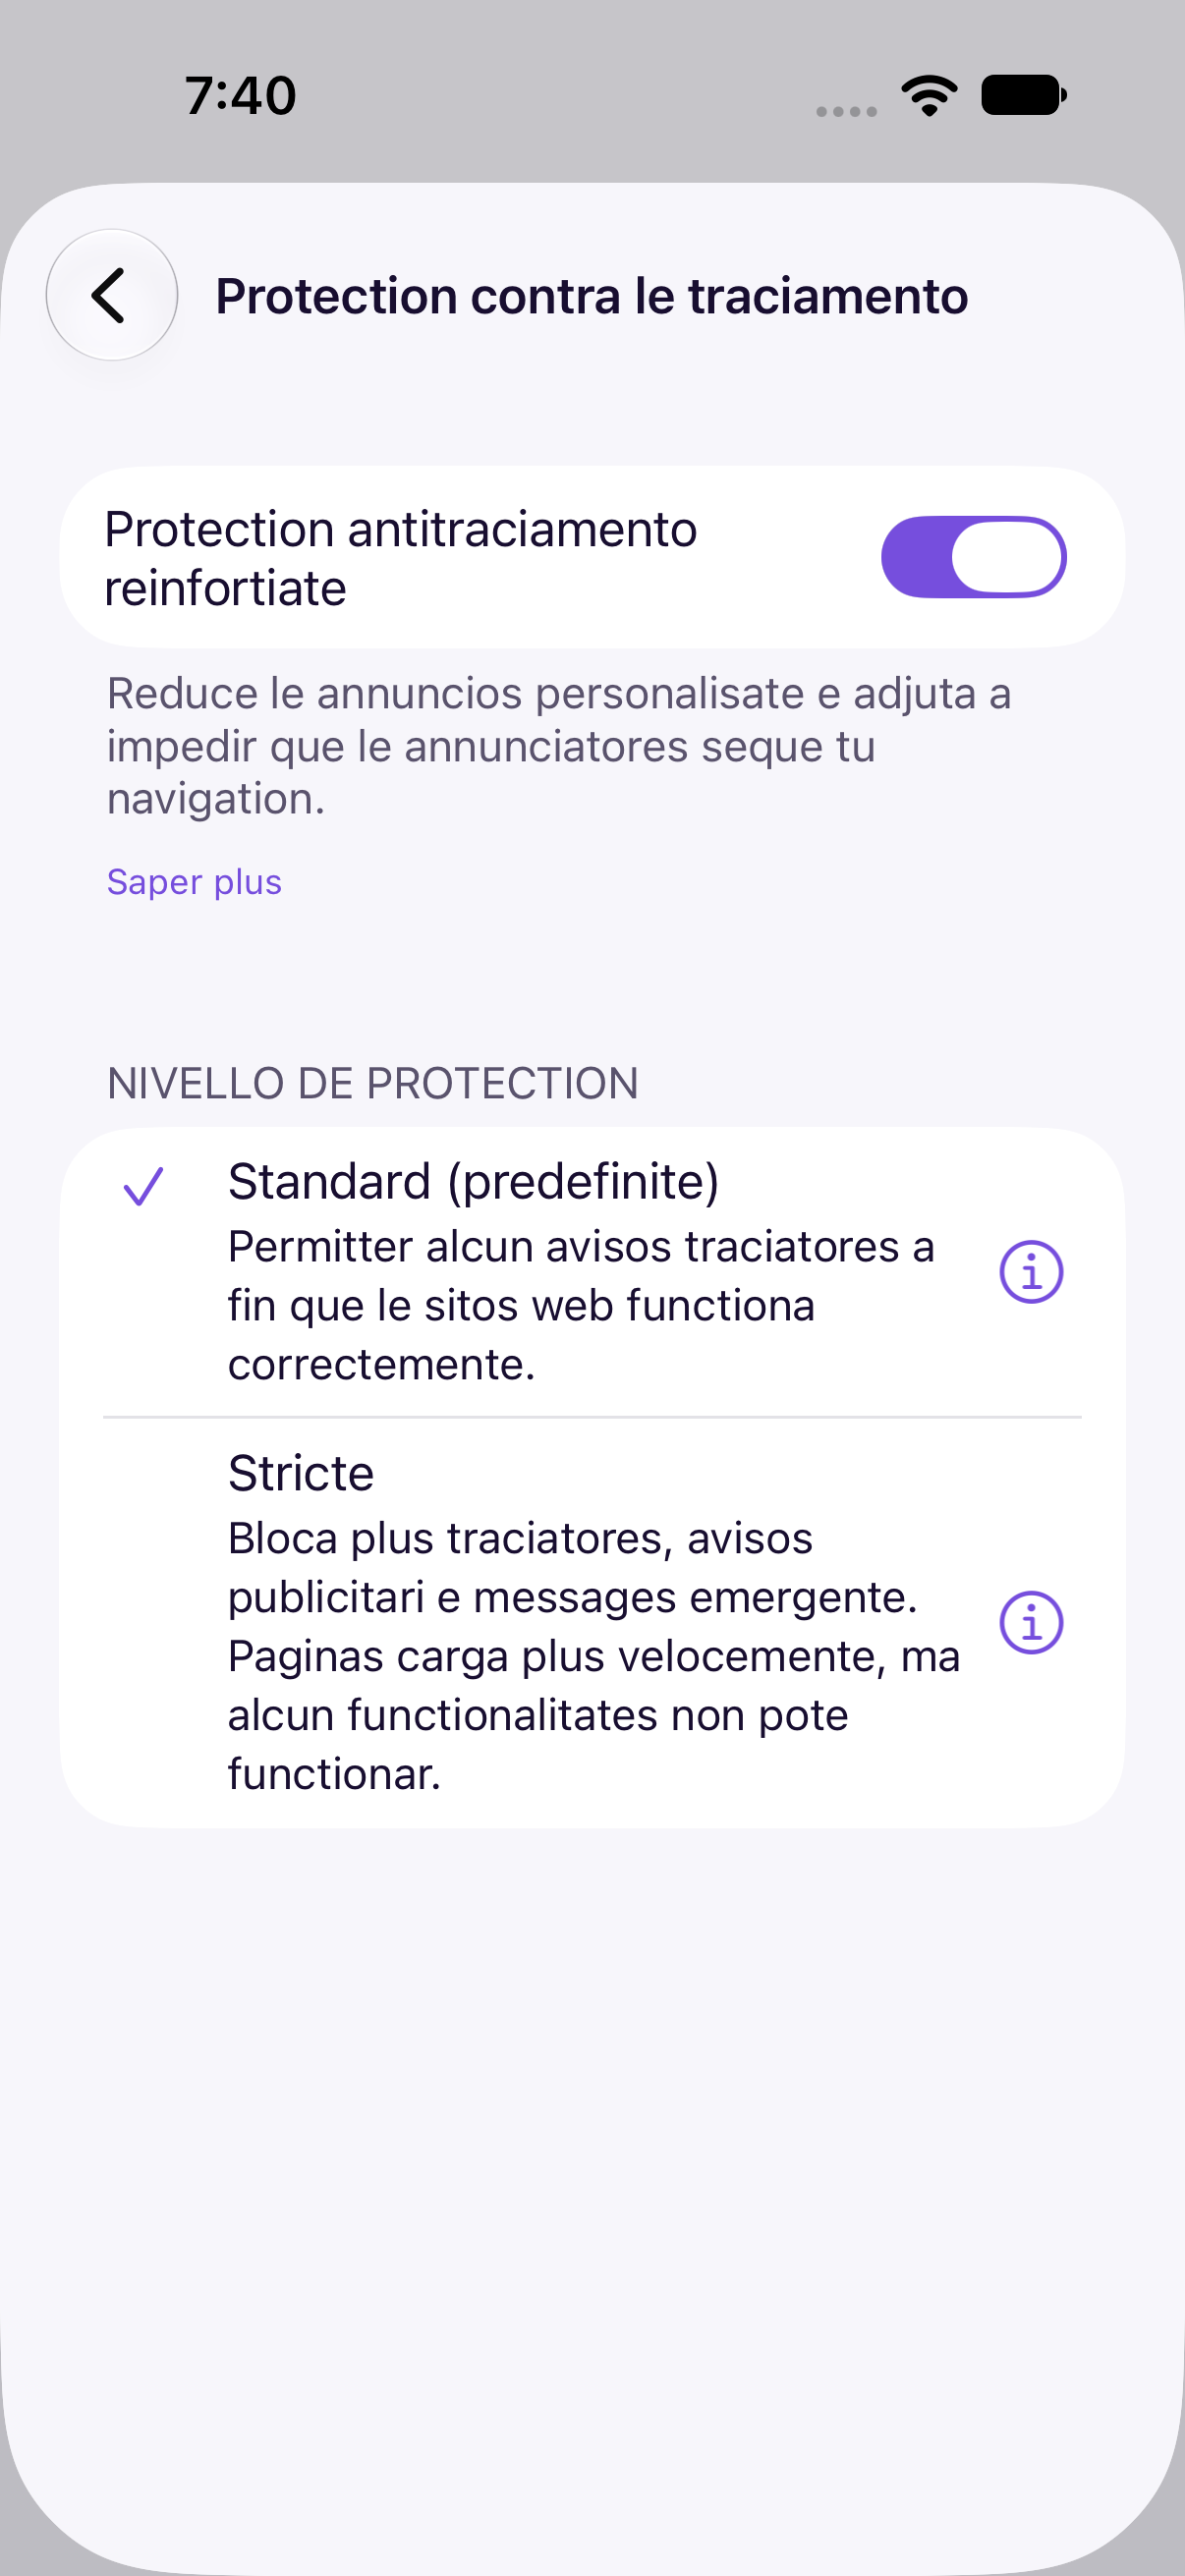 7:40
Protection contra le traciamento
Protection antitraciamento
reinfortiate
Reduce le annuncios personalisate e adjuta a
impedir que le annunciatores seque tu
navigation.
Saper plus
NIVELLO DE PROTECTION
Standard (predefinite)
Permitter alcun avisos traciatores a
fin que le sitos web functiona
correctemente.
Stricte
Bloca plus traciatores, avisos
publicitari e messages emergente.
Paginas carga plus velocemente, ma
alcun functionalitates non pote
functionar.